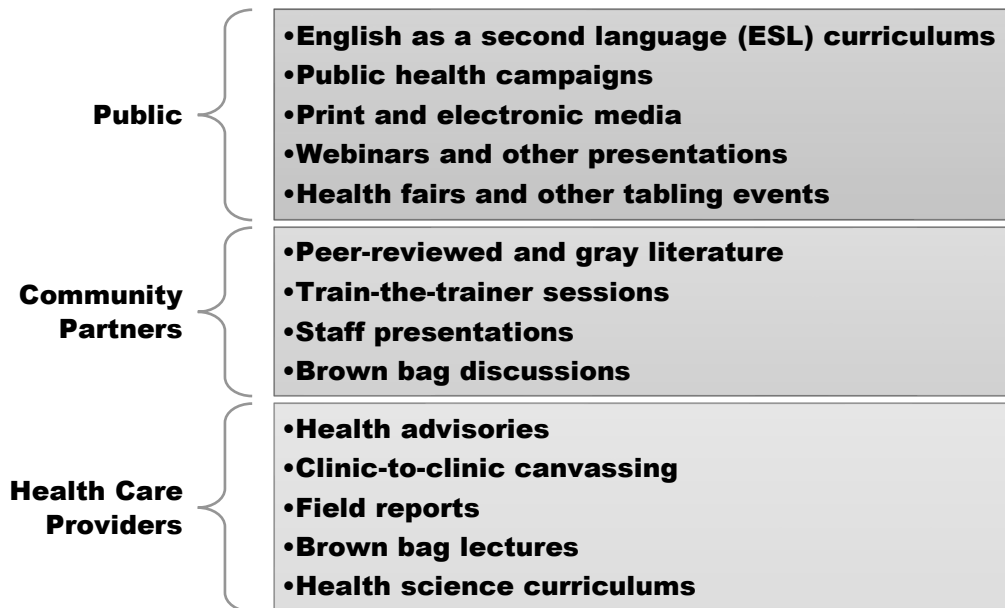 Public
•English as a second language (ESL) curriculums
•Public health campaigns
•Print and electronic media
•Webinars and other presentations
•Health fairs and other tabling events
Community
Partners
•Peer-reviewed and gray literature
•Train-the-trainer sessions
•Staff presentations
•Brown bag discussions
Health Care
Providers
•Health advisories
•Clinic-to-clinic canvassing
•Field reports
•Brown bag lectures
•Health science curriculums